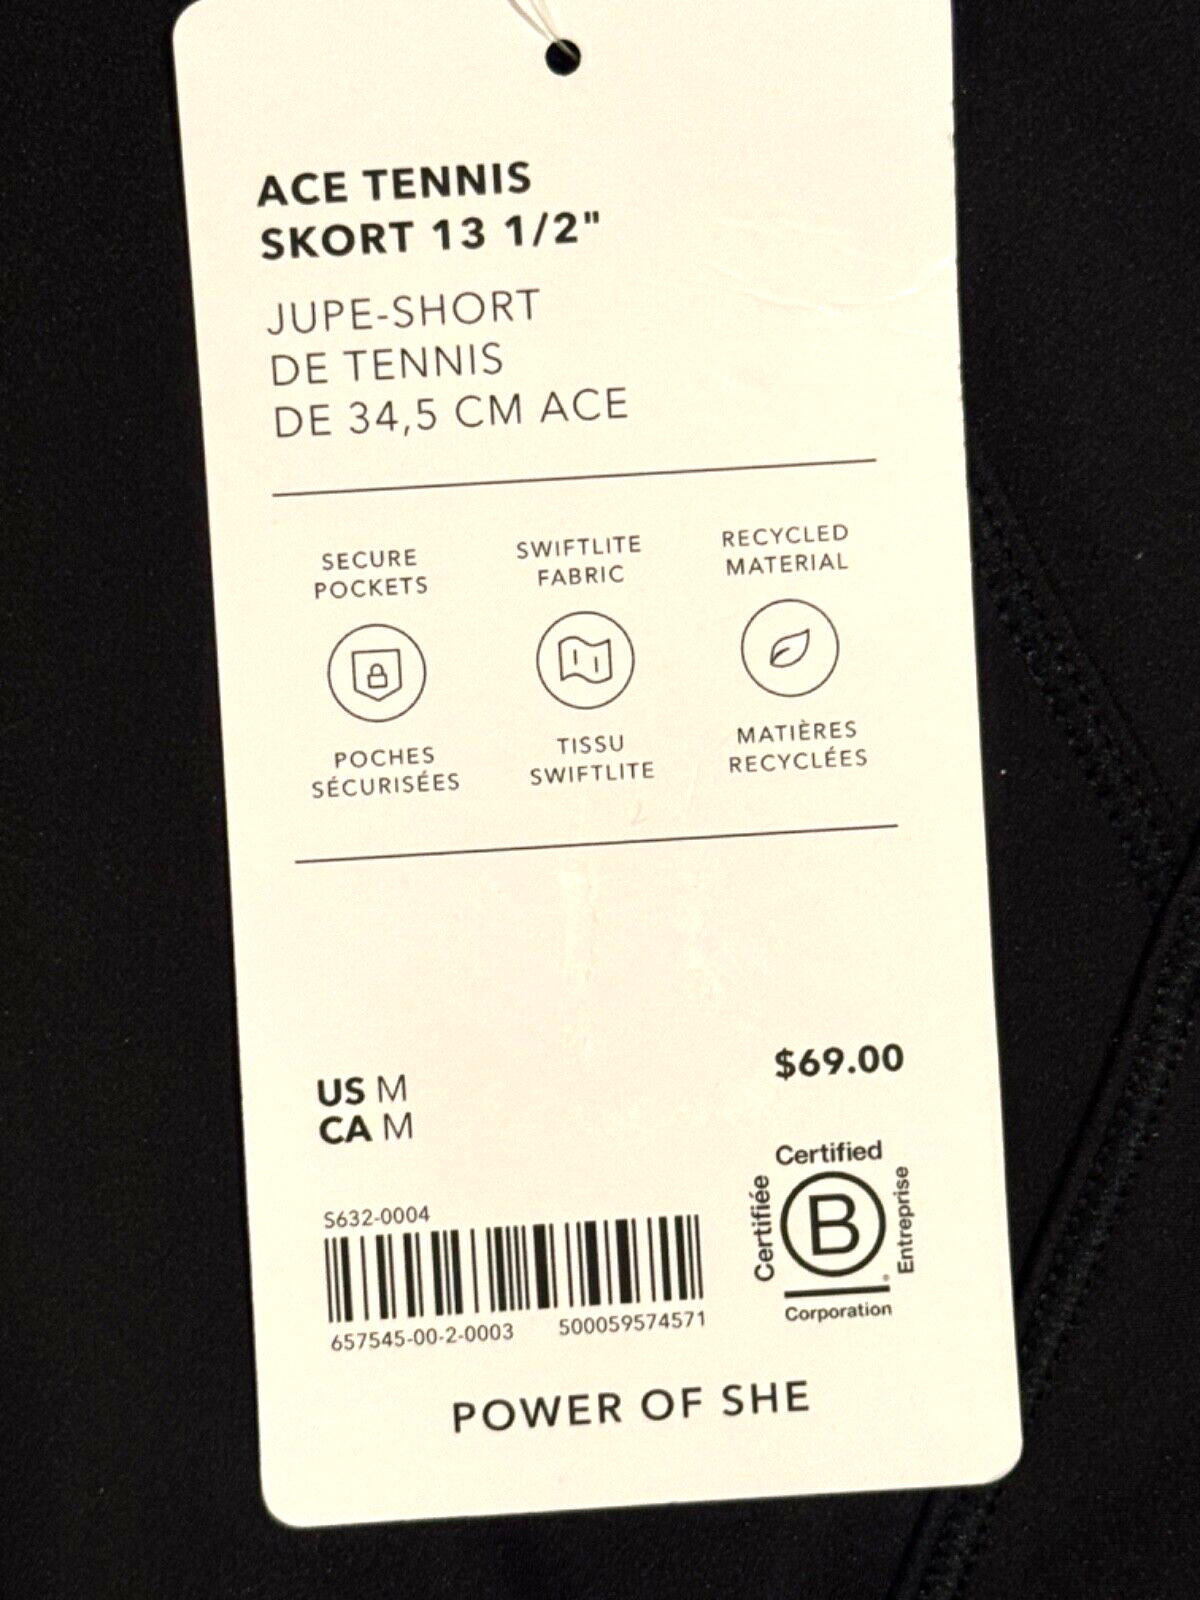 ACE TENNIS
SKORT 13 1/2"
JUPE-SHORT
DE TENNIS
DE 34,5 CM ACE
SECURE
POCKETS
SWIFTLITE
FABRIC
RECYCLED
MATERIAL
POCHES
SÉCURISÉES
TISSU
SWIFTLITE
MATIÈRES
RECYCLÉES
US M
CA M
$69.00
S632-0004
657545-00-2-0003 500059574571
Certified
Certifiée
B
Entreprise
®
Corporation
POWER OF SHE